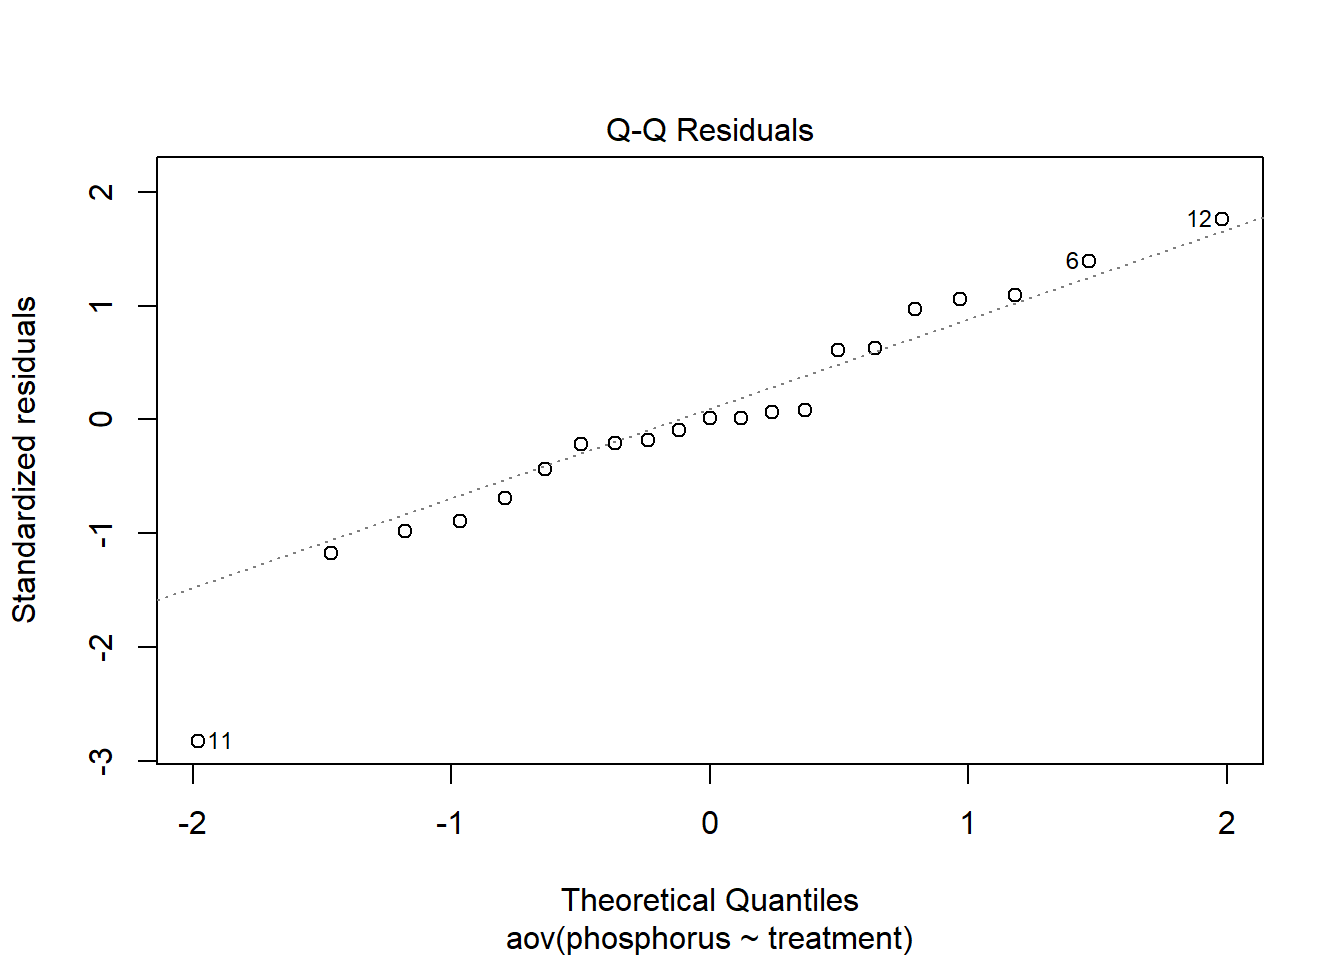 Q-Q Residuals
Standardized residuals
2
1
0
-1
-2
-3
12
6
11
-2 -1 0 1 2
Theoretical Quantiles
aov(phosphorus ~ treatment)